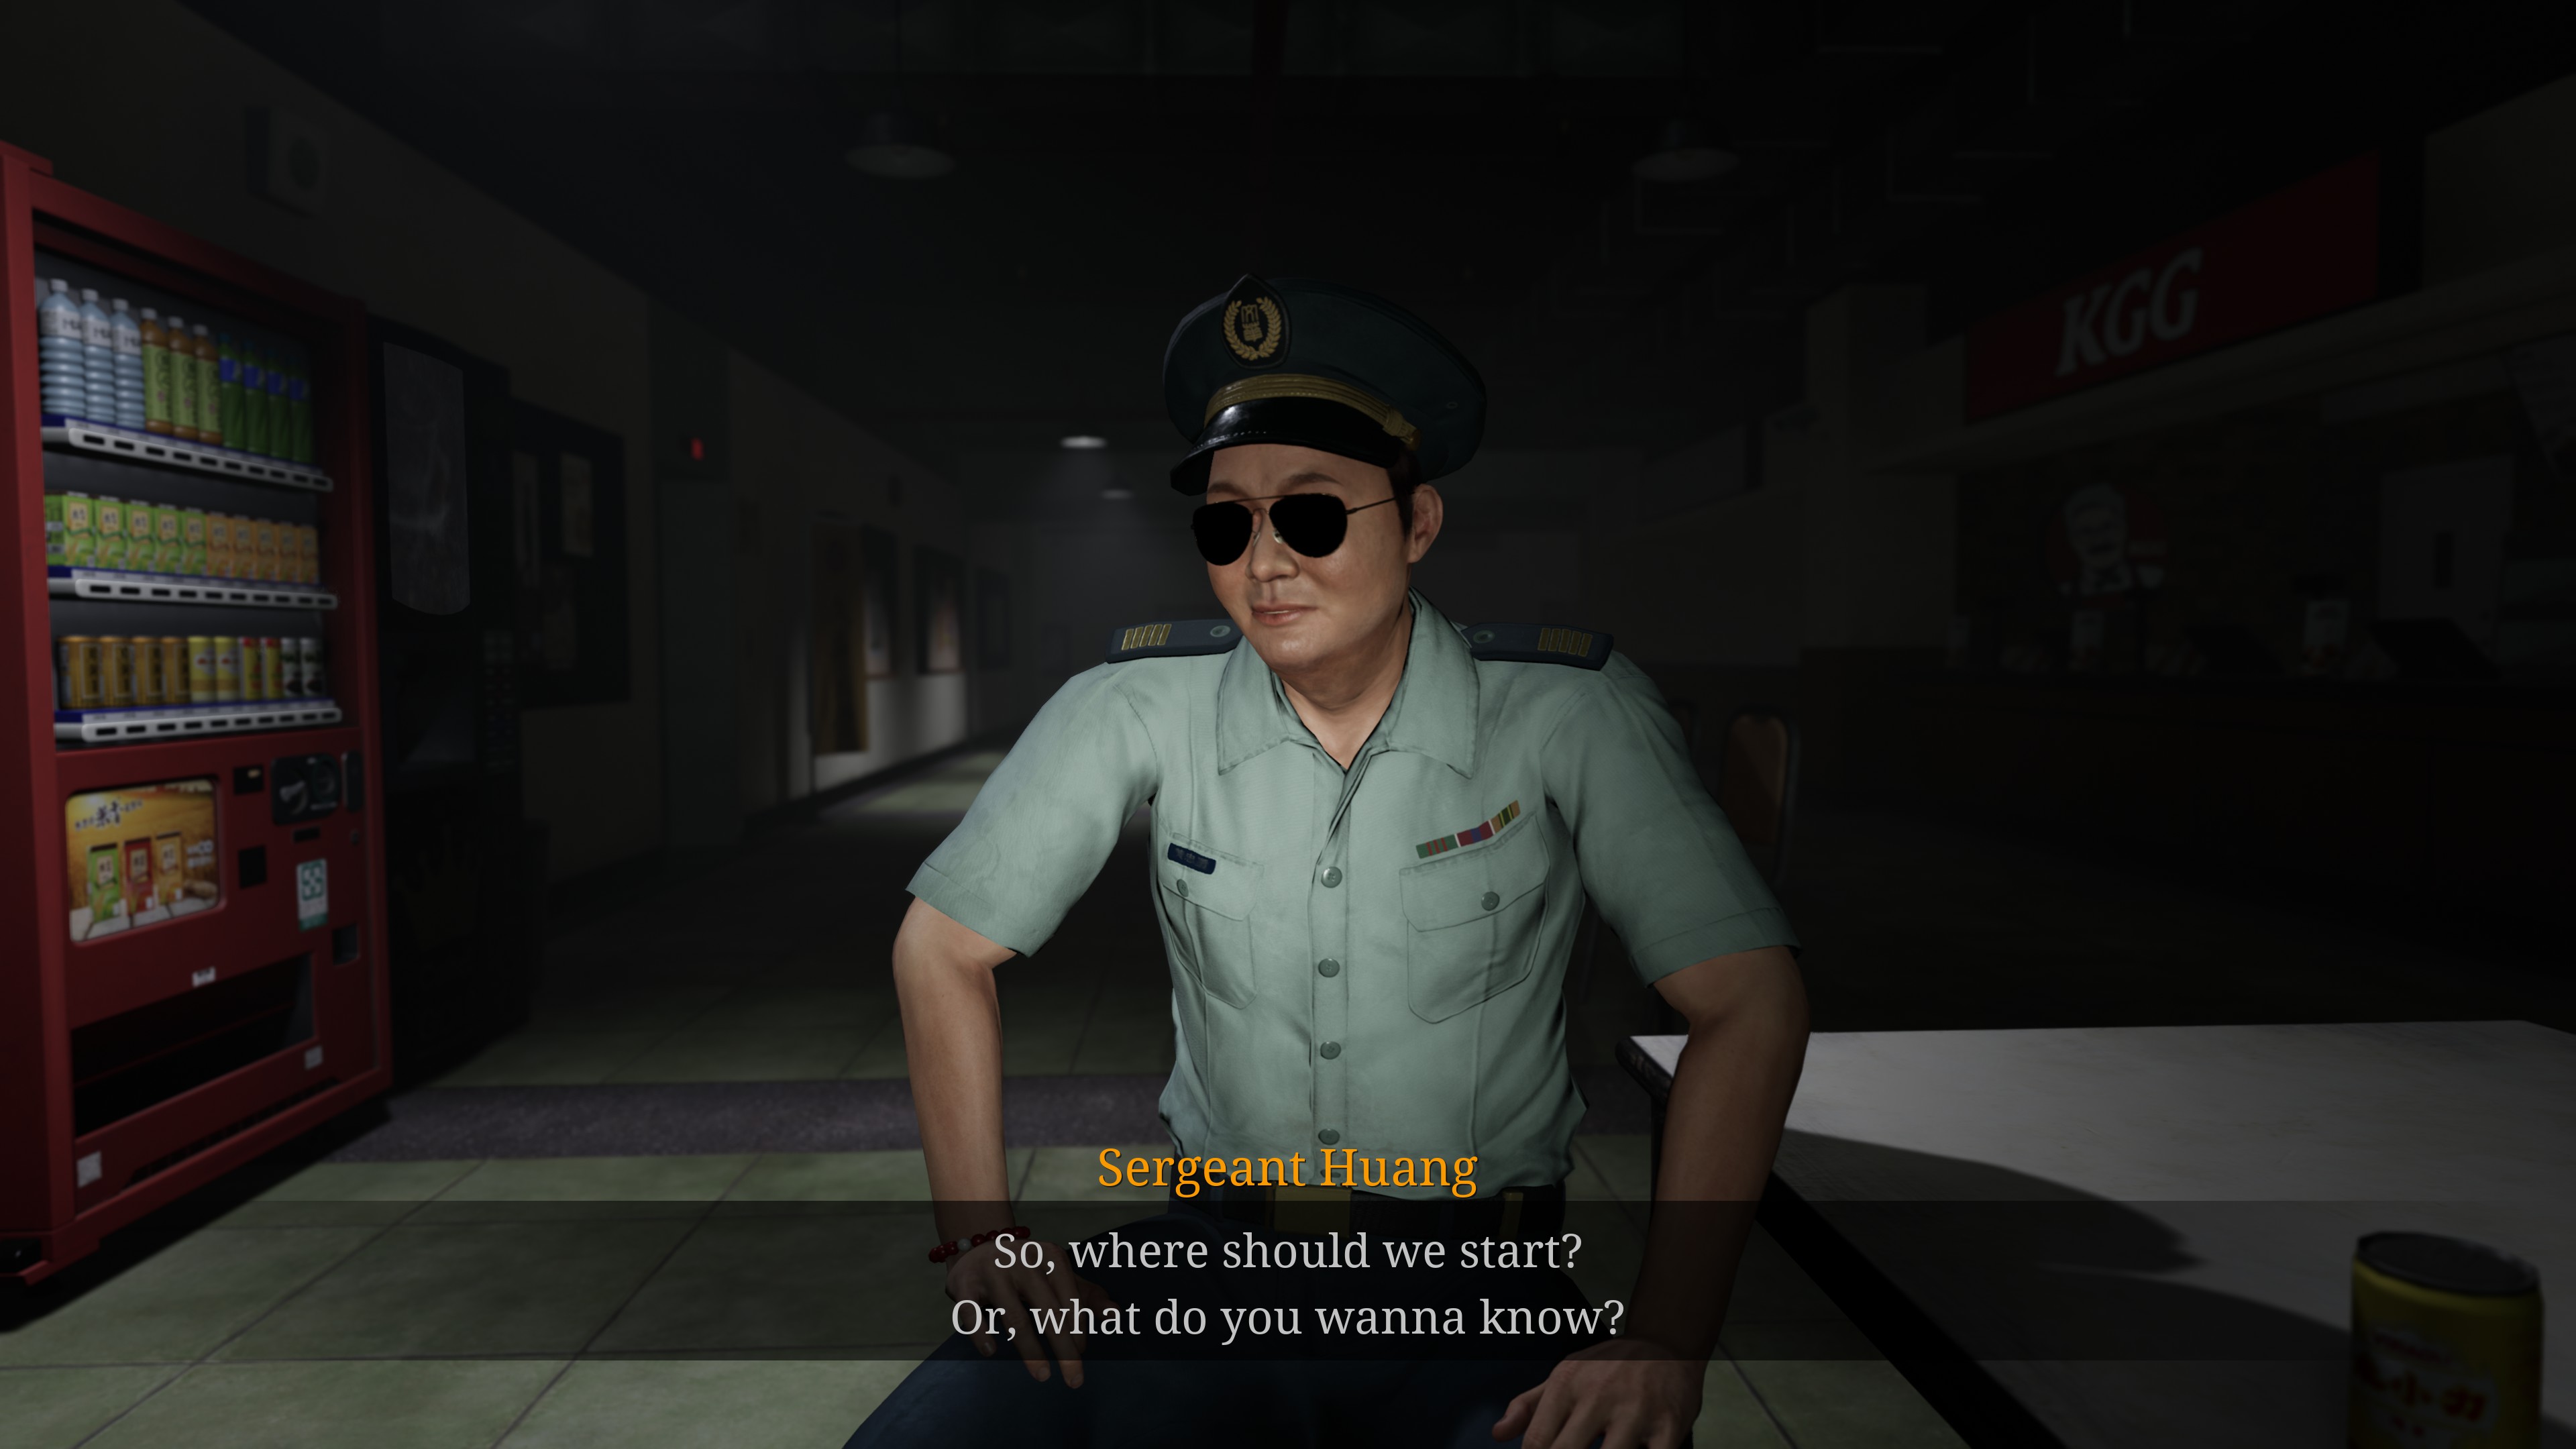 KGG
Sergeant Huang
So, where should we start?
Or, what do you wanna know?